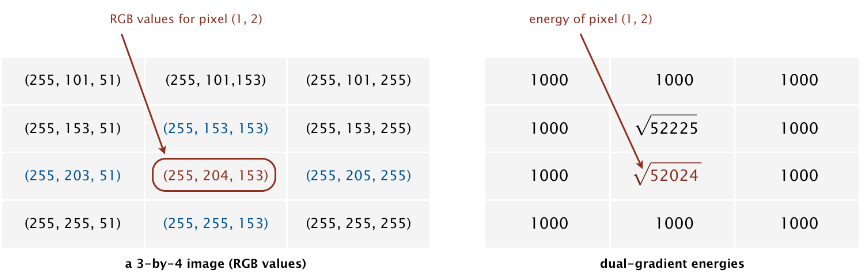 RGB values for pixel (1, 2)
energy of pixel (1, 2)
(255, 101, 51) (255, 101,153) (255, 101, 255)
(255, 153, 51) (255, 153, 153) (255, 153, 255)
(255, 203, 51) (255, 204, 153) (255, 205, 255)
(255, 255, 51) (255, 255, 153) (255, 255, 255)
a 3-by-4 image (RGB values)
1000 1000 1000
1000 √52225 1000
1000 √52024 1000
1000 1000 1000
dual-gradient energies